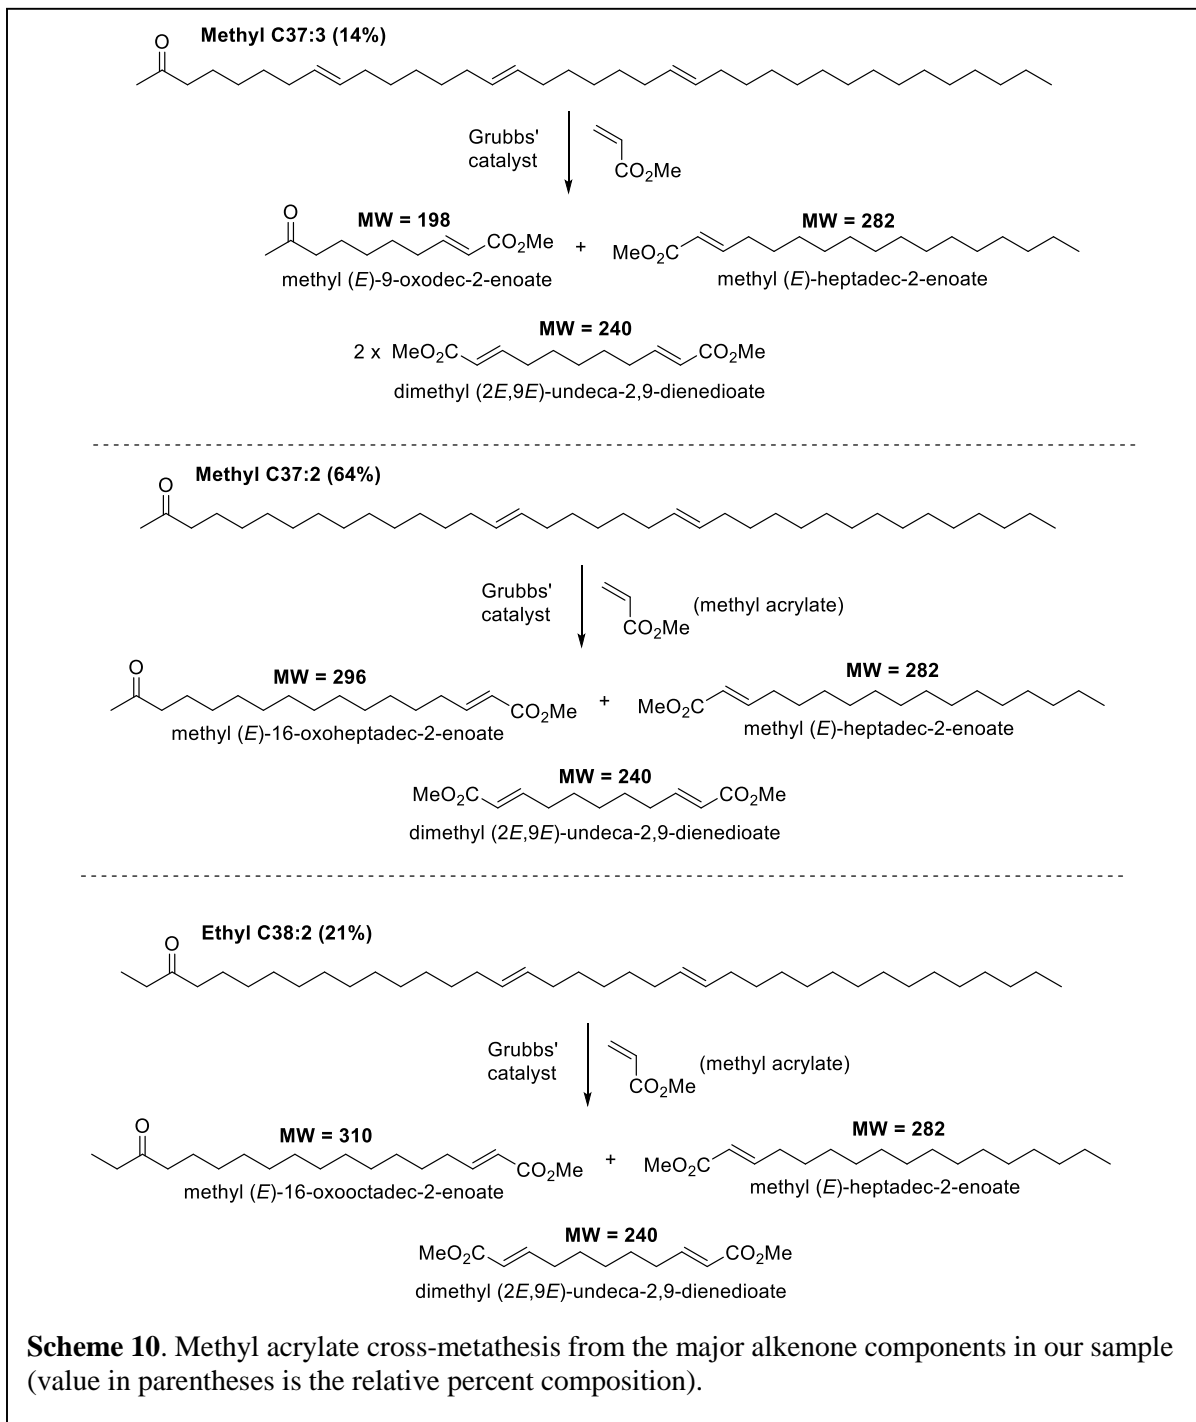 Methyl C37:3 (14%)
O
Grubbs'
catalyst
CO2Me
O
MW = 198
CO2Me
methyl (E)-9-oxodec-2-enoate
+
MW = 282
MeO2C
methyl (E)-heptadec-2-enoate
MW = 240
2 x MeO2C CO2Me
dimethyl (2E,9E)-undeca-2,9-dienedioate
Methyl C37:2 (64%)
O
Grubbs'
catalyst
CO2Me
(methyl acrylate)
O
MW = 296
CO2Me
methyl (E)-16-oxoheptadec-2-enoate
+
MW = 282
MeO2C
methyl (E)-heptadec-2-enoate
MW = 240
MeO2C CO2Me
dimethyl (2E,9E)-undeca-2,9-dienedioate
Ethyl C38:2 (21%)
O
Grubbs'
catalyst
CO2Me
(methyl acrylate)
O
MW = 310
CO2Me
methyl (E)-16-oxooctadec-2-enoate
+
MW = 282
MeO2C
methyl (E)-heptadec-2-enoate
MW = 240
MeO2C CO2Me
dimethyl (2E,9E)-undeca-2,9-dienedioate
Scheme 10. Methyl acrylate cross-metathesis from the major alkenone components in our sample
(value in parentheses is the relative percent composition).